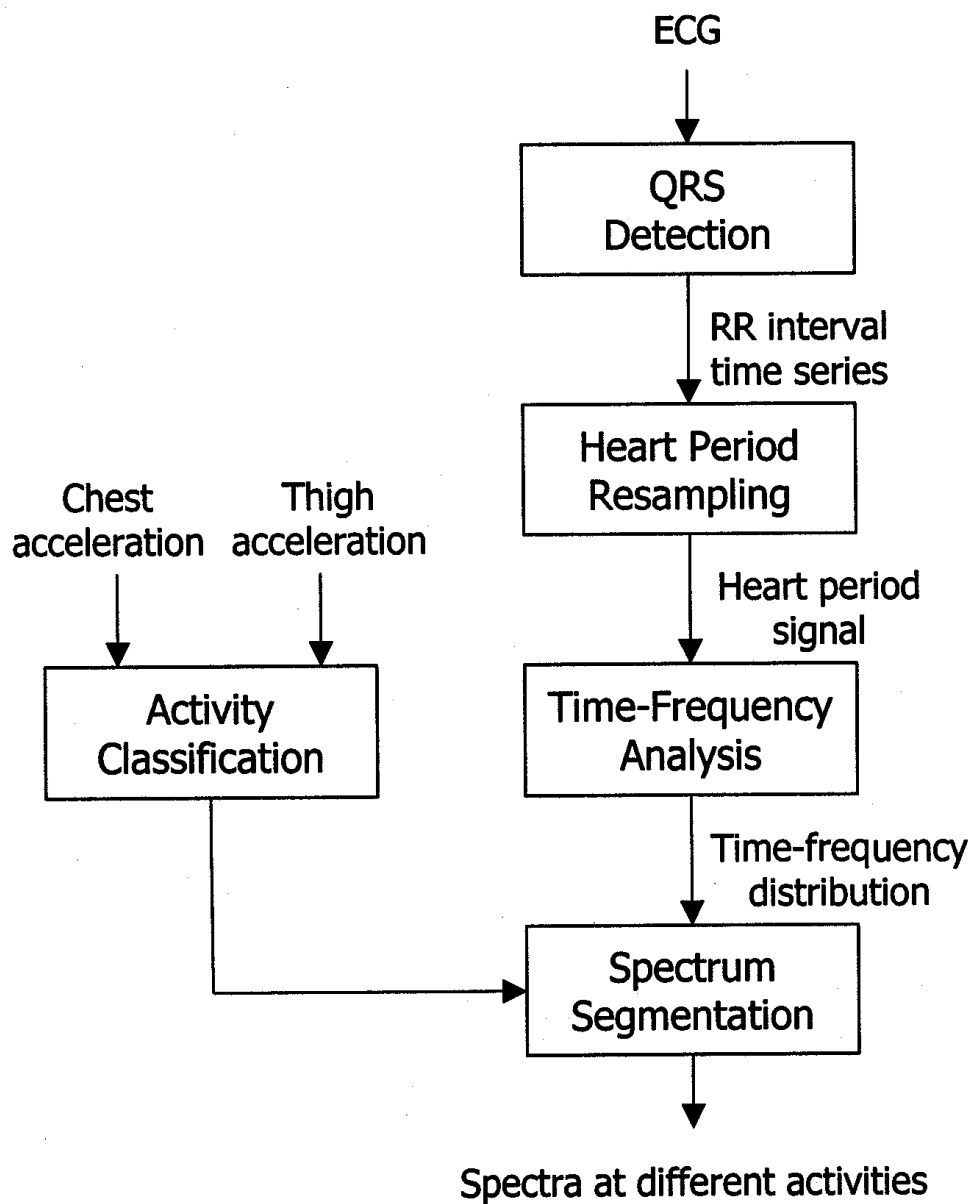 ECG
QRS
Detection
RR interval
time series
Heart Period
Resampling
Chest
acceleration
Thigh
acceleration
Heart period
signal
Activity
Classification
Time-Frequency
Analysis
Time-frequency
distribution
Spectrum
Segmentation
Spectra at different activities